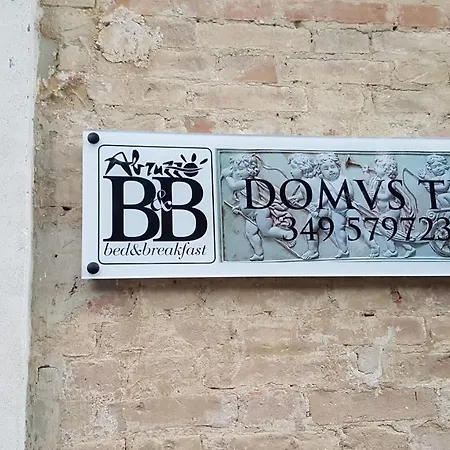 Abruzzo
B&B
bed&breakfast
DOMVS T
349 579723